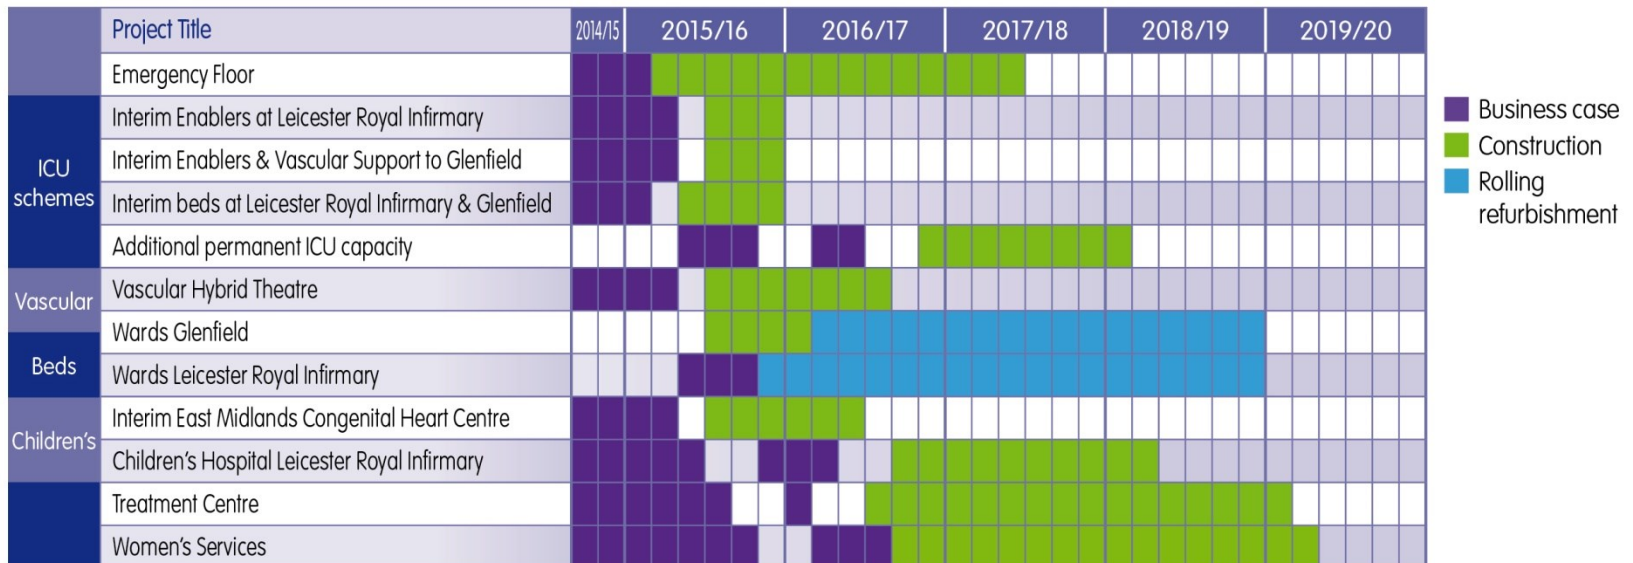 Project Title 2014/15 2015/16 2016/17 2017/18 2018/19 2019/20
Emergency Floor
ICU
schemes
Interim Enablers at Leicester Royal Infirmary
Interim Enablers & Vascular Support to Glenfield
Interim beds at Leicester Royal Infirmary & Glenfield
Additional permanent ICU capacity
Vascular
Vascular Hybrid Theatre
Beds
Wards Glenfield
Wards Leicester Royal Infirmary
Children's
Interim East Midlands Congenital Heart Centre
Children's Hospital Leicester Royal Infirmary
Treatment Centre
Women's Services
Business case
Construction
Rolling
refurbishment